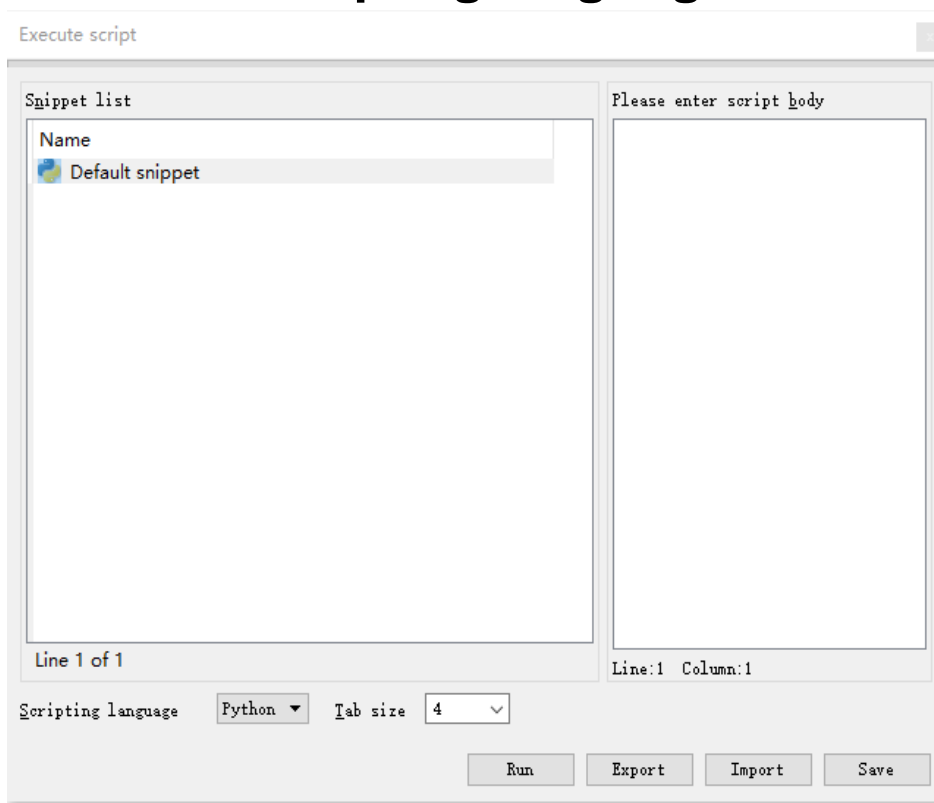 Execute script
Snippet list
Please enter script body
Name
Default snippet
Line 1 of 1
Line:1 Column:1
Scripting language
Python
Tab size
4
Run
Export
Import
Save